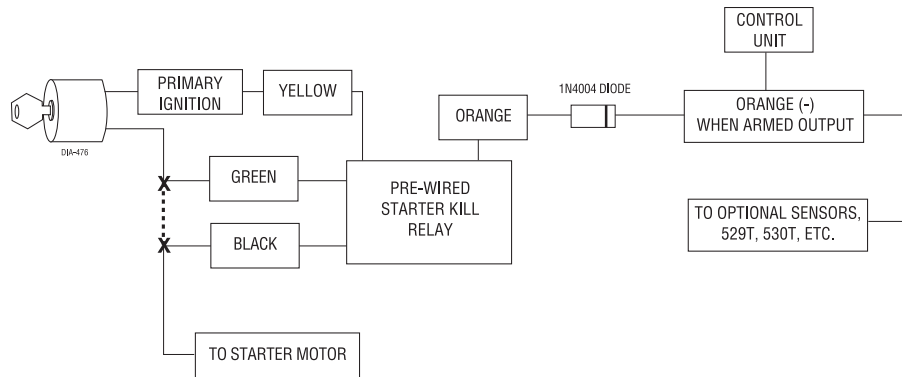 CONTROL
UNIT
PRIMARY
IGNITION
YELLOW
1N4004 DIODE
ORANGE
ORANGE (-)
WHEN ARMED OUTPUT
DIA-476
GREEN
PRE-WIRED
STARTER KILL
RELAY
TO OPTIONAL SENSORS,
529T, 530T, ETC.
X
BLACK
X
TO STARTER MOTOR